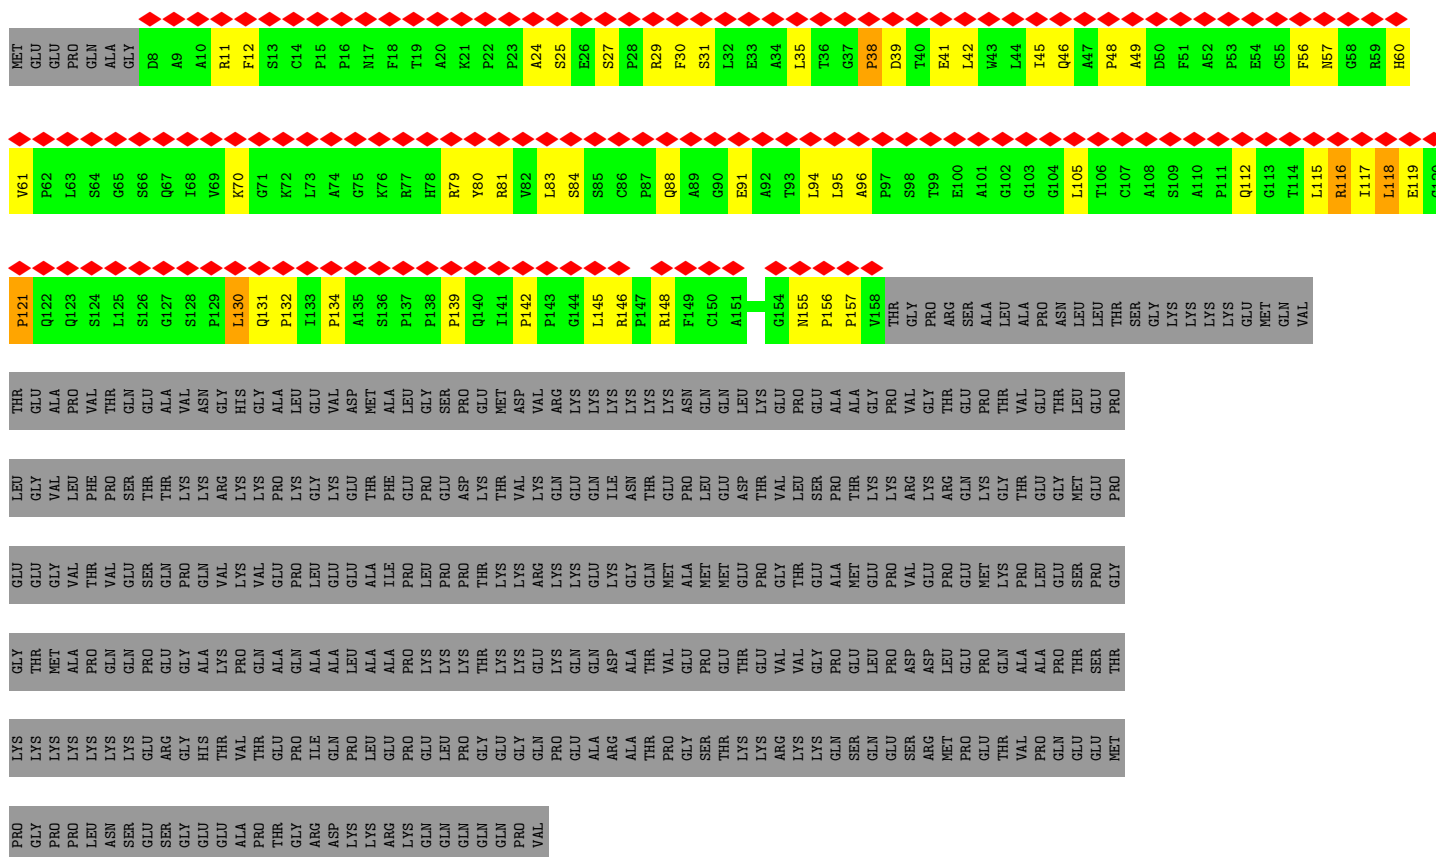 MET GLU GLU PRO GLN ALA GLY D8 A9 A10 R11 F12 S13 C14 P15 P16 N17 F18 T19 A20 K21 P22 P23 A24 S25 E26 S27 P28 R29 F30 S31 L32 E33 A34 L35 T36 G37 P38 D39 T40 E41 L42 W43 L44 I45 Q46 A47 P48 A49 D50 F51 A52 P53 E54 C55 F56 N57 G58 R59 H60
V61 P62 L63 S64 G65 S66 Q67 I68 V69 K70 G71 K72 L73 A74 G75 K76 R77 H78 R79 Y80 R81 V82 L83 S84 S85 C86 P87 Q88 A89 G90 E91 A92 T93 L94 L95 A96 P97 S98 T99 E100 A101 G102 G103 G104 L105 T106 C107 A108 S109 A110 P111 Q112 G113 T114 L115 R116 I117 L118 E119 G120
P121 Q122 Q123 S124 L125 S126 G127 S128 P129 L130 Q131 P132 I133 P134 A135 S136 P137 P138 P139 Q140 I141 P142 P143 G144 L145 R146 P147 R148 F149 C150 A151 G154 N155 P156 P157 V158 THR GLY PRO ARG SER ALA LEU ALA PRO ASN LEU LEU THR SER GLY LYS LYS LYS LYS GLU MET GLN VAL
THR GLU ALA PRO VAL THR GLN GLU ALA VAL ASN GLY HIS GLY ALA LEU GLU VAL ASP MET ALA LEU GLY SER PRO GLU MET ASP VAL ARG LYS LYS LYS LYS LYS LYS ASN GLN GLN LEU LYS GLU PRO GLU ALA ALA GLY PRO VAL GLY THR GLU PRO THR VAL GLU THR LEU GLU PRO
LEU GLY VAL LEU PHE PRO SER THR THR LYS LYS ARG LYS LYS PRO LYS GLY LYS GLU THR PHE GLU PRO GLU ASP LYS THR VAL LYS GLN GLU GLN ILE ASN THR GLU PRO LEU GLU ASP THR VAL LEU SER PRO THR LYS LYS ARG LYS ARG GLN LYS GLY THR GLU GLY MET GLU PRO
GLU GLU GLY VAL THR VAL GLU SER GLN PRO GLN VAL LYS VAL GLU PRO LEU GLU GLU ALA ILE PRO LEU PRO PRO THR LYS LYS ARG LYS LYS GLU LYS GLY GLN MET ALA MET MET GLU PRO GLY THR GLU ALA MET GLU PRO VAL GLU PRO GLU MET LYS PRO LEU GLU SER PRO GLY
GLY THR MET ALA PRO GLN GLN PRO GLU GLY ALA LYS PRO GLN ALA GLN ALA ALA LEU ALA ALA PRO LYS LYS LYS THR LYS LYS GLU LYS GLN GLN ASP ALA THR VAL GLU PRO GLU THR GLU VAL VAL GLY PRO GLU LEU PRO ASP ASP LEU GLU PRO GLN ALA ALA PRO THR SER THR
LYS LYS LYS LYS LYS LYS LYS GLU ARG GLY HIS THR VAL THR GLU PRO ILE GLN PRO LEU GLU PRO GLU LEU PRO GLY GLU GLY GLN PRO GLU ALA ARG ALA THR PRO GLY SER THR LYS LYS ARG LYS LYS GLN SER GLN GLU SER ARG MET PRO GLU THR VAL PRO GLN GLU GLU MET
PRO GLY PRO PRO LEU ASN SER GLU SER GLY GLU GLU ALA PRO THR GLY ARG ASP LYS LYS ARG LYS GLN GLN GLN GLN GLN PRO VAL